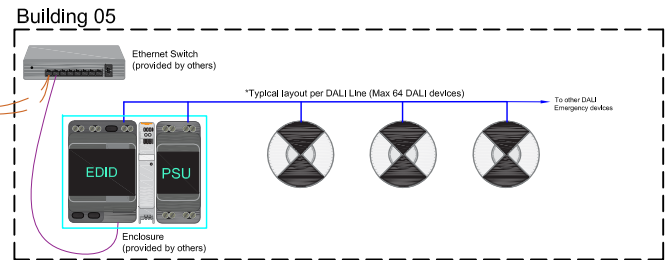 Building 05
Ethernet Switch
(provided by others)
*Typical layout per DALI Line (Max 64 DALI devices)
To other DALI
Emergency devices
EDID
PSU
Enclosure
(provided by others)